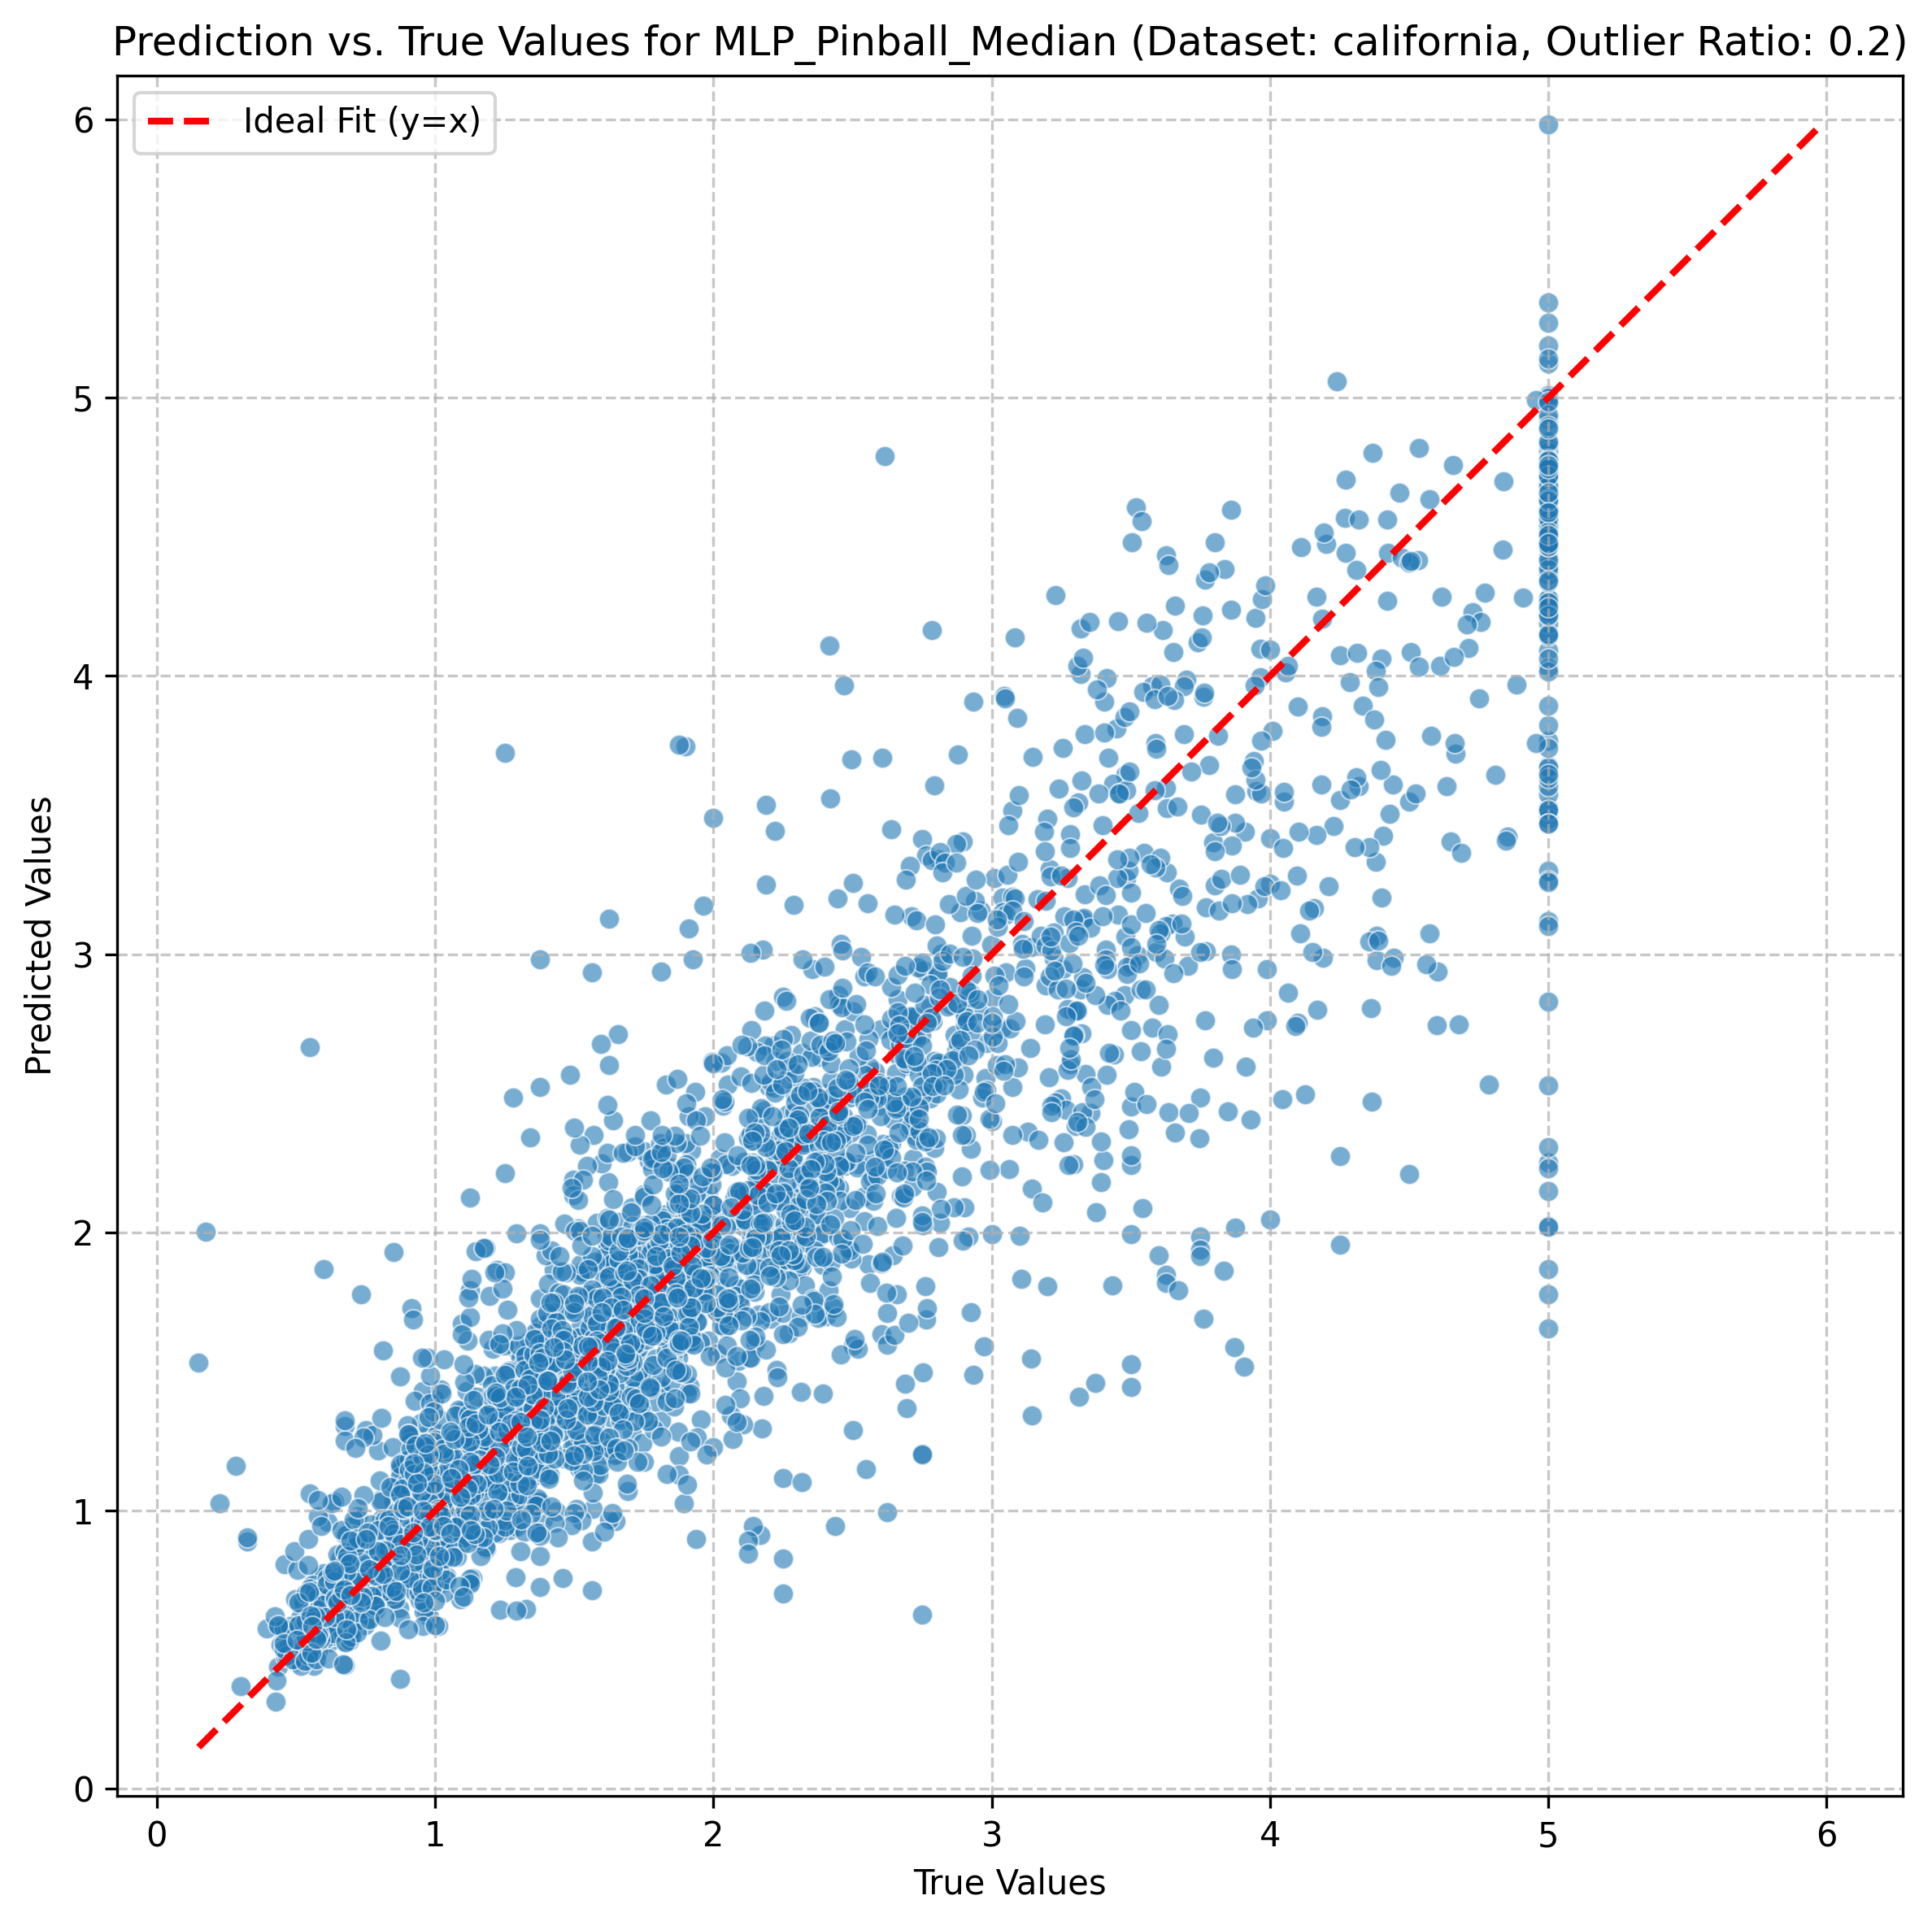 Prediction vs. True Values for MLP_Pinball_Median (Dataset: california, Outlier Ratio: 0.2)
Ideal Fit (y=x)
6
5
4
3
2
1
0
Predicted Values
0 1 2 3 4 5 6
True Values